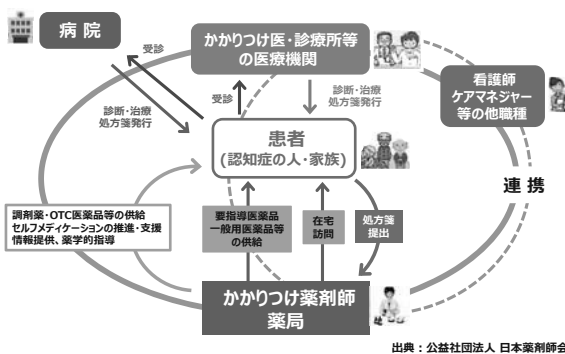 病院
かかりつけ医・診療所等
の医療機関
受診
診断・治療
処方箋発行
受診
診断・治療
処方箋発行
看護師
ケアマネジャー
等の他職種
患者
(認知症の人・家族)
連携
調剤薬・OTC医薬品等の供給
セルフメディケーションの推進・支援
情報提供、薬学的指導
要指導医薬品
一般用医薬品等
の供給
在宅
訪問
処方箋
提出
かかりつけ薬剤師
薬局
出典：公益社団法人 日本薬剤師会